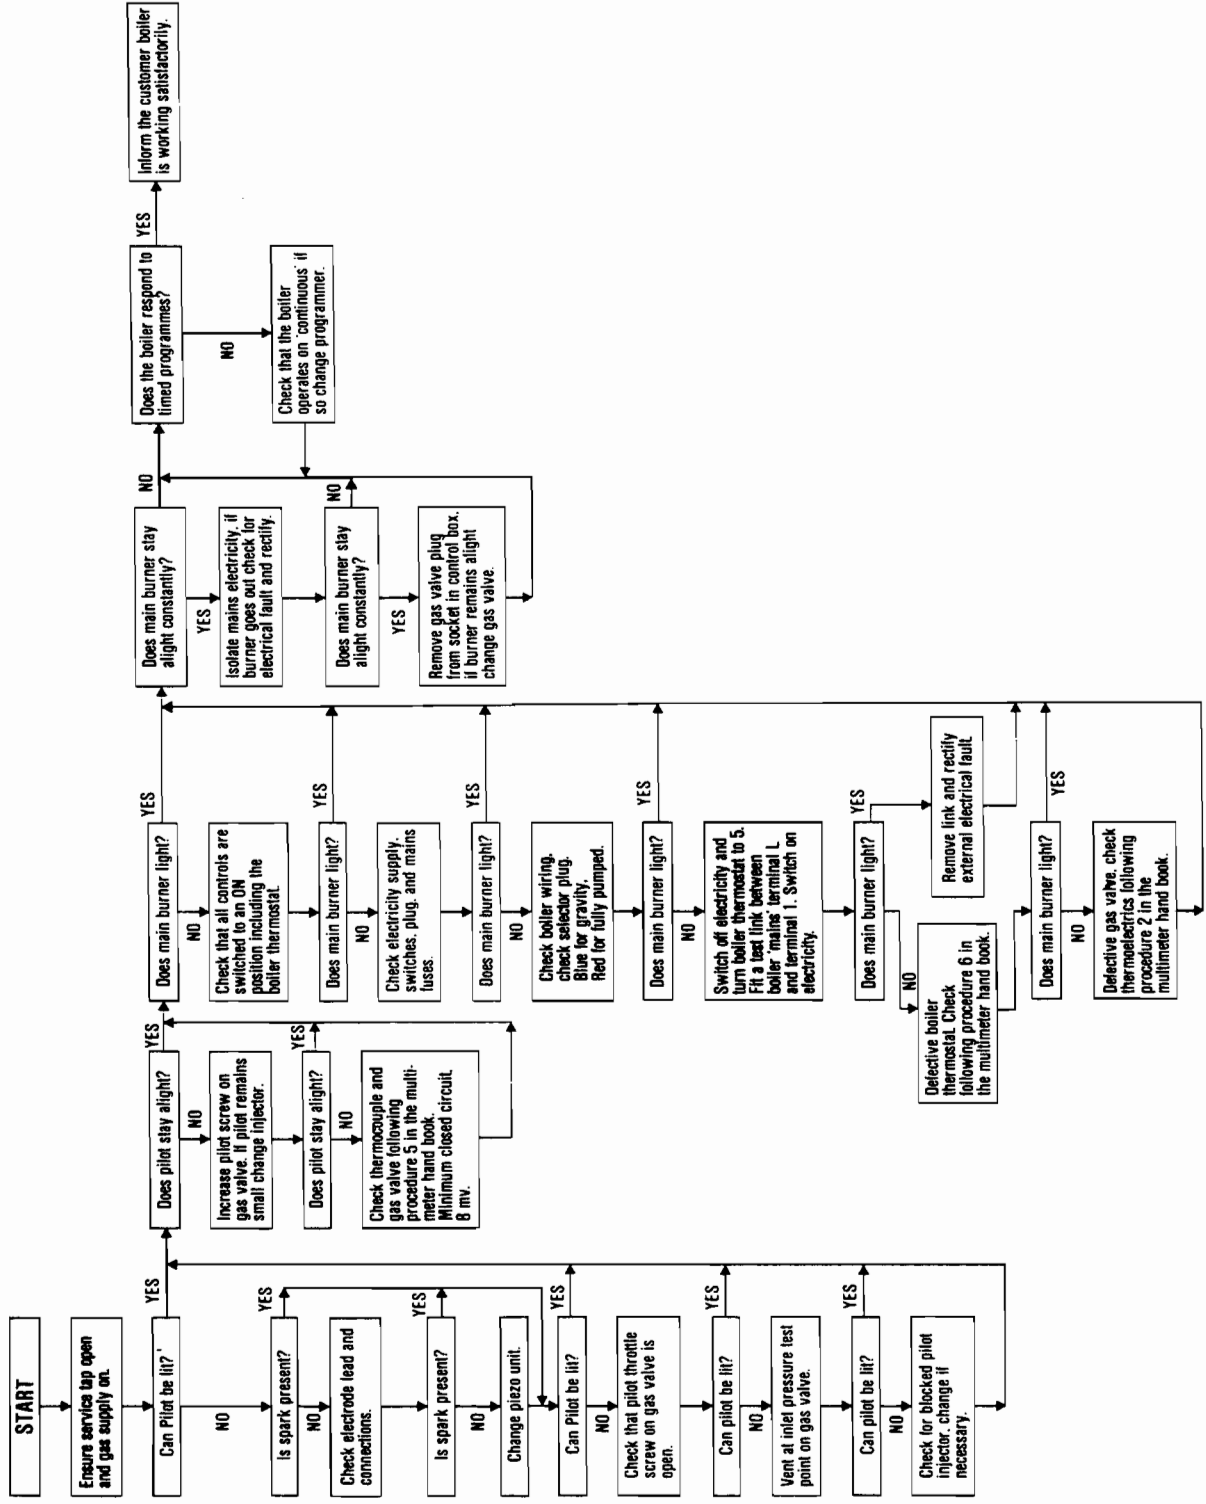 START
Ensure service tap open
and gas supply on.
Can Pilot be lit?
YES
NO
Is spark present?
YES
NO
Check electrode lead and
connections.
Is spark present?
YES
NO
Change piezo unit.
Can Pilot be lit?
YES
NO
Check that pilot throttle
screw on gas valve is
open.
Can pilot be lit?
YES
NO
Vent at inlet pressure test
point on gas valve.
Can pilot be lit?
YES
NO
Check for blocked pilot
injector, change if
necessary.
Does pilot stay alight?
YES
NO
Increase pilot screw on
gas valve. If pilot remains
small change injector.
Does pilot stay alight?
YES
NO
Check thermocouple and
gas valve following
procedure 5 in the multi-
meter hand book.
Minimum closed circuit
8 mv.
Does main burner light?
YES
NO
Check that all controls are
switched to an ON
position including the
boiler thermostat.
Does main burner light?
YES
NO
Check electricity supply,
switches, plug, and mains
fuses.
Does main burner light?
YES
NO
Check boiler wiring,
check selector plug.
Blue for gravity,
Red for fully pumped.
Does main burner light?
YES
NO
Switch off electricity and
turn boiler thermostat to 5.
Fit a test link between
boiler 'mains' terminal L
and terminal 1. Switch on
electricity.
Does main burner light?
YES
NO
Remove link and rectify
external electrical fault.
Defective boiler
thermostat. Check
following procedure 6 in
the multimeter hand book.
Does main burner light?
YES
NO
Defective gas valve, check
thermoelectrics following
procedure 2 in the
multimeter hand book.
Does main burner stay
alight constantly?
NO
YES
Isolate mains electricity, if
burner goes out check for
electrical fault and rectify.
Does main burner stay
alight constantly?
NO
YES
Remove gas valve plug
from socket in control box,
if burner remains alight
change gas valve.
Does the boiler respond to
timed programmes?
YES
NO
Check that the boiler
operates on 'continuous' if
so change programmer.
Inform the customer boiler
is working satisfactorily.